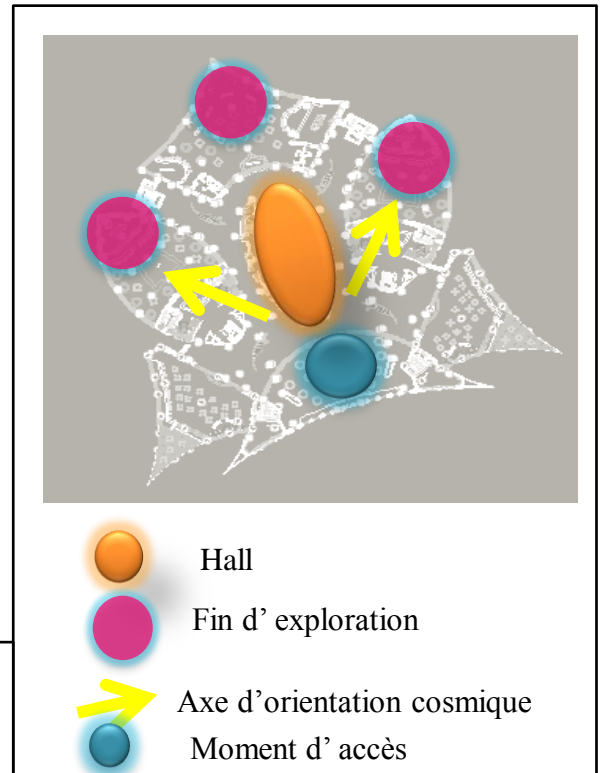 Hall
Fin d’ exploration
Axe d’orientation cosmique
Moment d’ accès